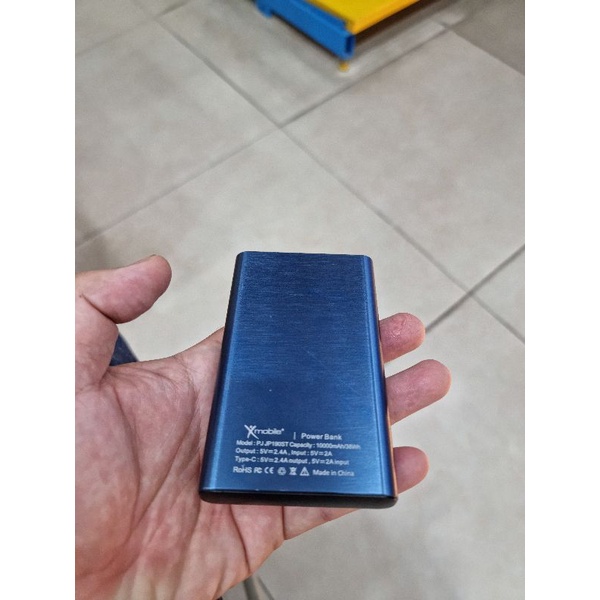 Xmobile® | Power Bank
Model: PJ JP190ST Capacity: 10000mAh/36Wh
Output : 5V=2.4A , Input : 5V=2A
Type-C : 5V=2.4A output , 5V=2A input
RoHS FC CE Made in China